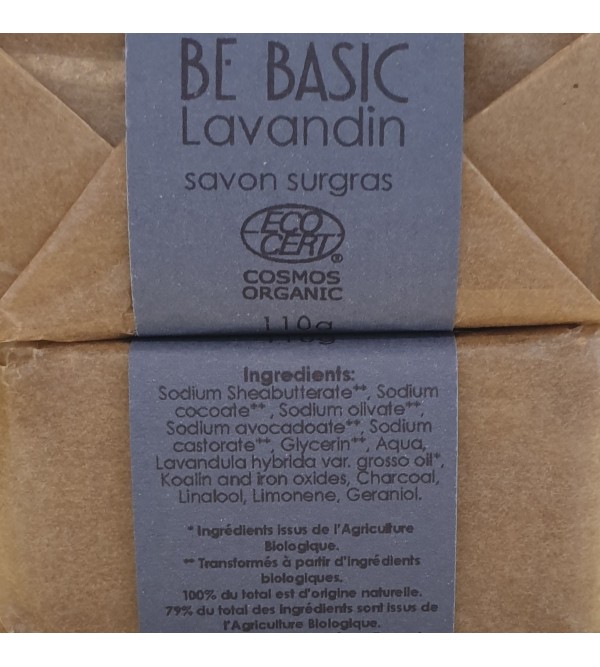 BE BASIC
Lavandin
savon surgras
ECO
CERT®
COSMOS
ORGANIC
110g
Ingredients:
Sodium Sheabutterate**, Sodium
cocoate**, Sodium olivate**,
Sodium avocadoate**, Sodium
castorate**, Glycerin**, Aqua,
Lavandula hybrida var. grosso oil*,
Koalin and iron oxides, Charcoal,
Linalool, Limonene, Geraniol.
* Ingrédients issus de l'Agriculture
Biologique.
** Transformés à partir d'ingrédients
biologiques.
100% du total est d'origine naturelle.
79% du total des ingrédients sont issus de
l'Agriculture Biologique.